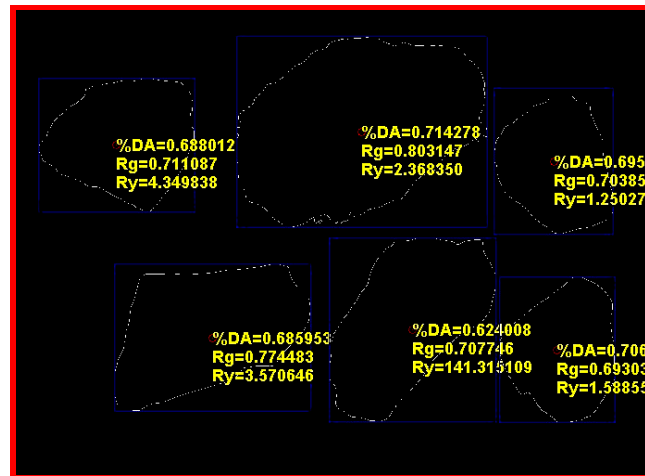 %DA=0.688012
Rg=0.711087
Ry=4.349838
%DA=0.714278
Rg=0.803147
Ry=2.368350
%DA=0.695
Rg=0.70385
Ry=1.25027
%DA=0.685953
Rg=0.774483
Ry=3.570646
%DA=0.624008
Rg=0.707746
Ry=141.315109
%DA=0.706
Rg=0.69303
Ry=1.58855